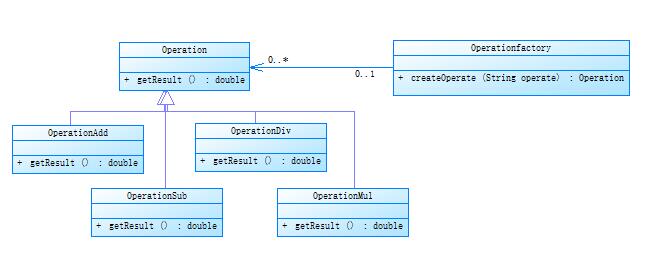 Operation
+ getResult () : double
0..*
0..1
Operationfactory
+ createOperate (String operate) : Operation
OperationAdd
+ getResult () : double
OperationDiv
+ getResult () : double
OperationSub
+ getResult () : double
OperationMul
+ getResult () : double